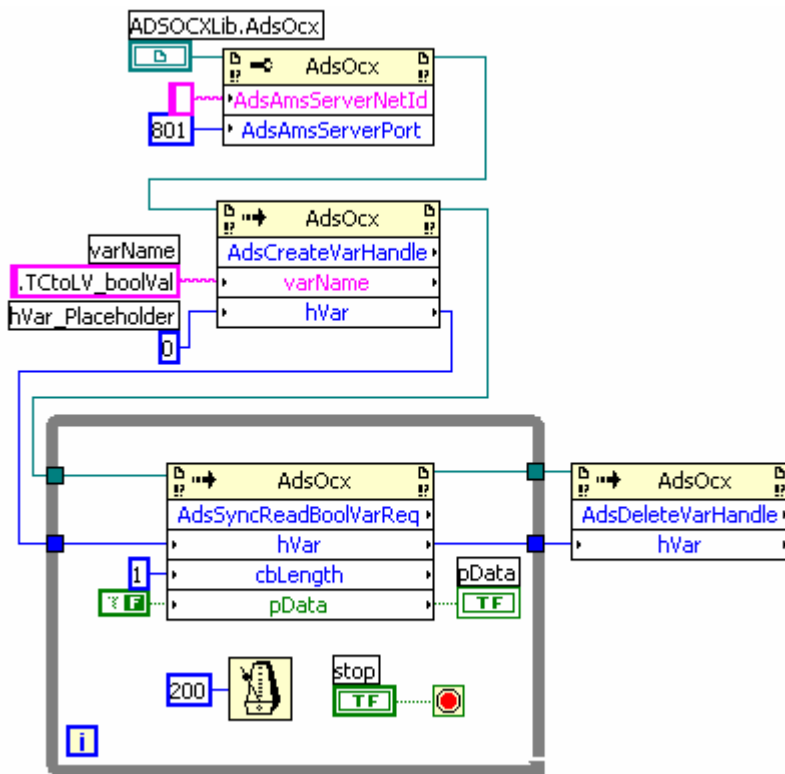 ADSOCXLib.AdsOcx
AdsOcx
AdsAmsServerNetId
801
AdsAmsServerPort
AdsOcx
varName
AdsCreateVarHandle
.TCtoLV_boolVal
varName
hVar_Placeholder
hVar
0
AdsOcx
AdsOcx
AdsSyncReadBoolVarReq
AdsDeleteVarHandle
hVar
hVar
1
cbLength
pData
F
pData
TF
200
stop
TF
i